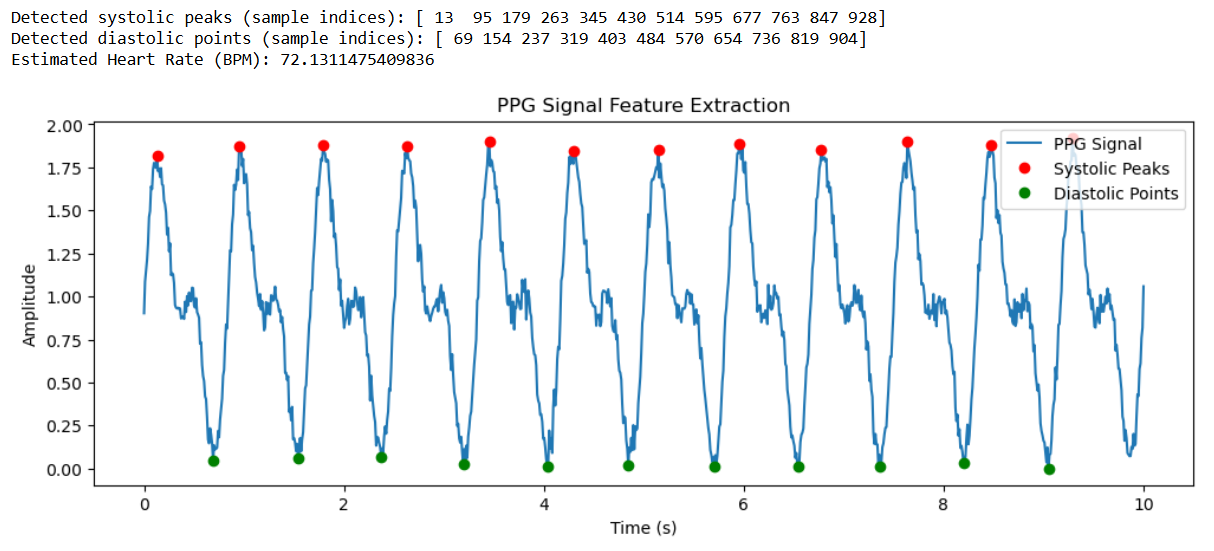 Detected systolic peaks (sample indices): [ 13  95 179 263 345 430 514 595 677 763 847 928]
Detected diastolic points (sample indices): [ 69 154 237 319 403 484 570 654 736 819 904]
Estimated Heart Rate (BPM): 72.1311475409836
PPG Signal Feature Extraction
2.00
1.75
1.50
1.25
1.00
0.75
0.50
0.25
0.00
Amplitude
PPG Signal
Systolic Peaks
Diastolic Points
0
2
4
6
8
10
Time (s)